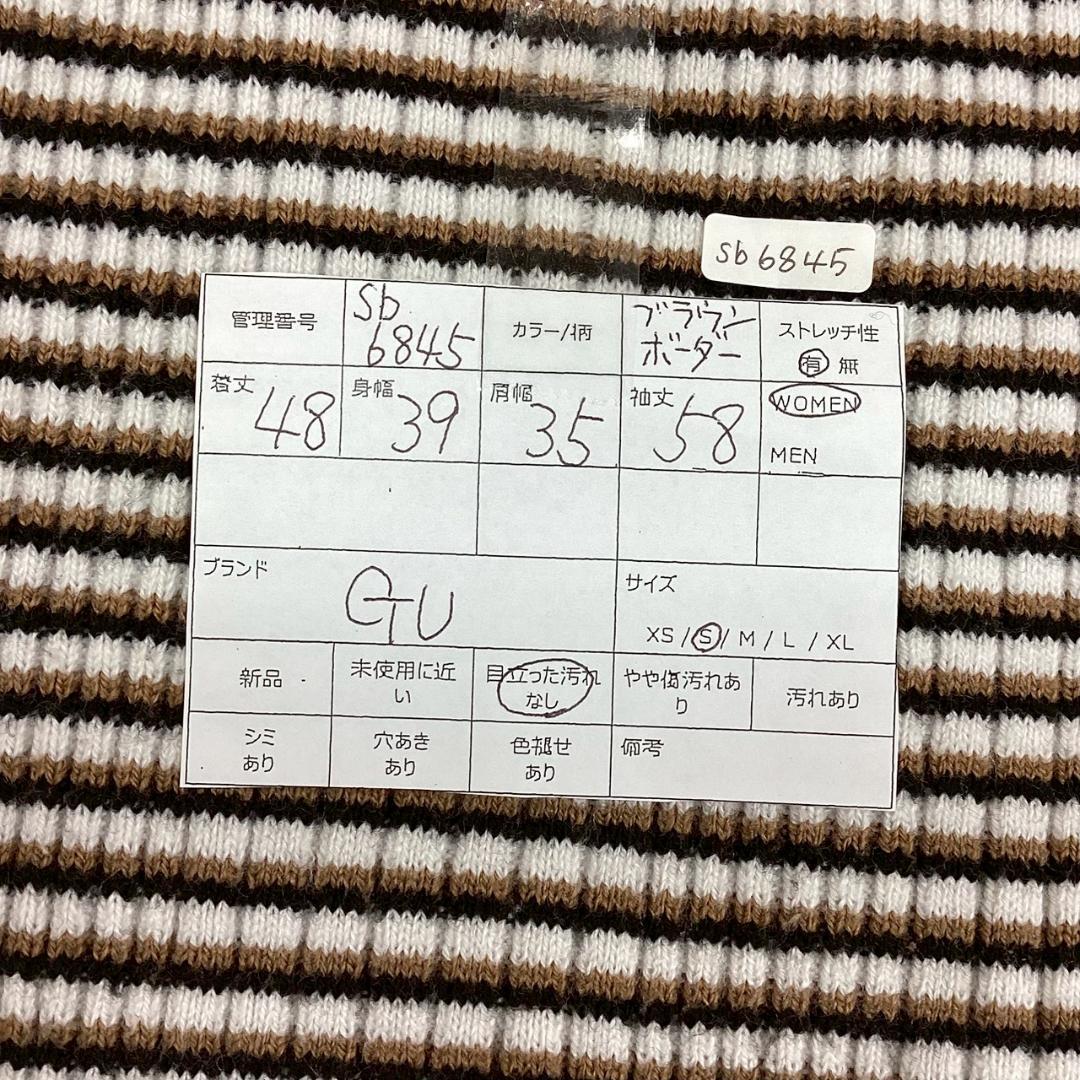 sb6845
管理番号
sb
6845
カラー/柄
ブラウン
ボーダー
ストレッチ性
有 無
着丈
48
身幅
39
肩幅
35
袖丈
58
WOMEN
MEN
ブランド
GU
サイズ
XS / S / M / L / XL
新品
未使用に近
い
目立った汚れ
なし
やや傷汚れあ
り
汚れあり
シミ
あり
穴あき
あり
色褪せ
あり
備考